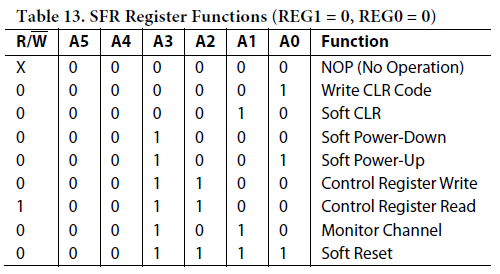 Table 13. SFR Register Functions (REG1 = 0, REG0 = 0)
R/W̅ A5 A4 A3 A2 A1 A0 Function
X 0 0 0 0 0 0 NOP (No Operation)
0 0 0 0 0 0 1 Write CLR Code
0 0 0 0 0 1 0 Soft CLR
0 0 0 1 0 0 0 Soft Power-Down
0 0 0 1 0 0 1 Soft Power-Up
0 0 0 1 1 0 0 Control Register Write
1 0 0 1 1 0 0 Control Register Read
0 0 0 1 0 1 0 Monitor Channel
0 0 0 1 1 1 1 Soft Reset